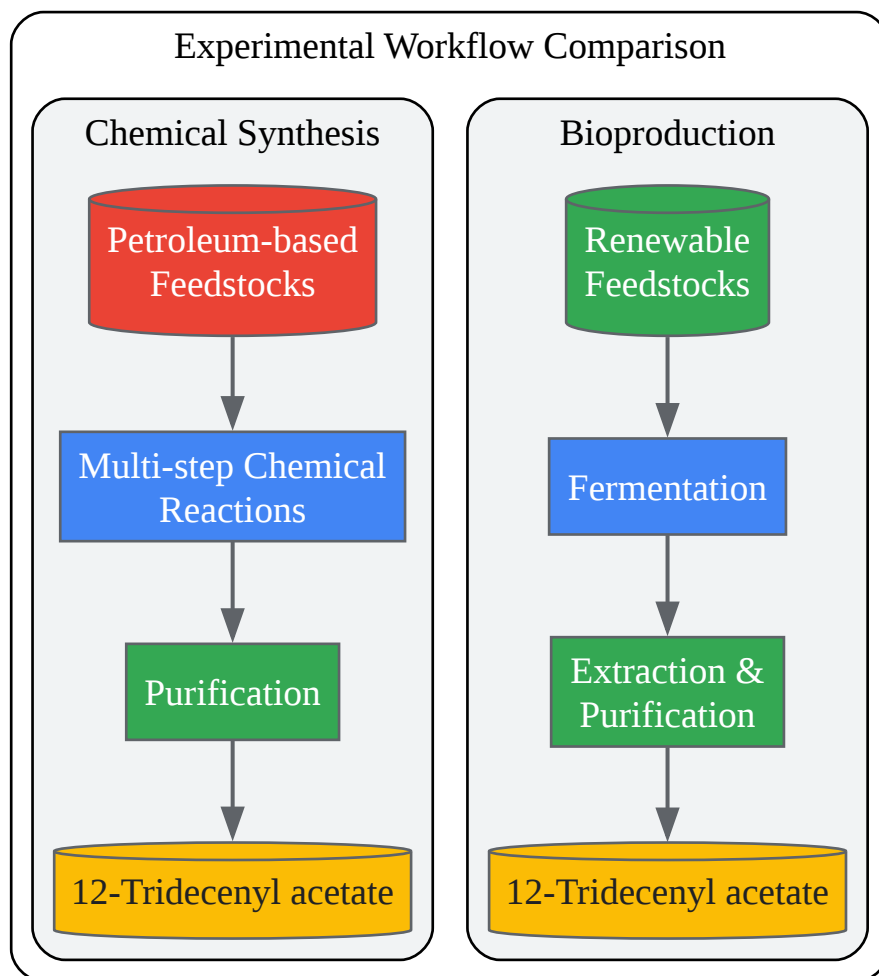 Experimental Workflow Comparison
Chemical Synthesis
Petroleum-based
Feedstocks
Multi-step Chemical
Reactions
Purification
12-Tridecenyl acetate
Bioproduction
Renewable
Feedstocks
Fermentation
Extraction &
Purification
12-Tridecenyl acetate